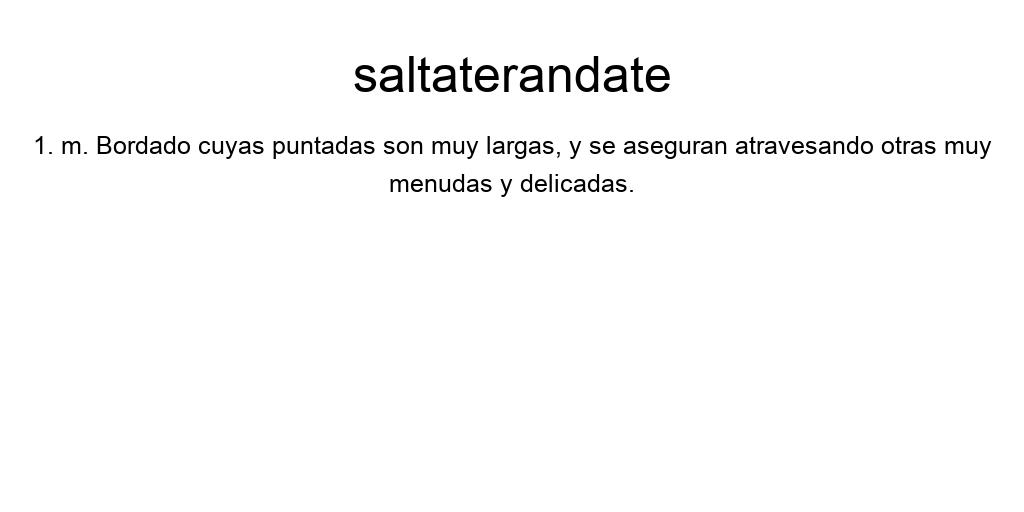 saltaterandate
1. m. Bordado cuyas puntadas son muy largas, y se aseguran atravesando otras muy
menudas y delicadas.